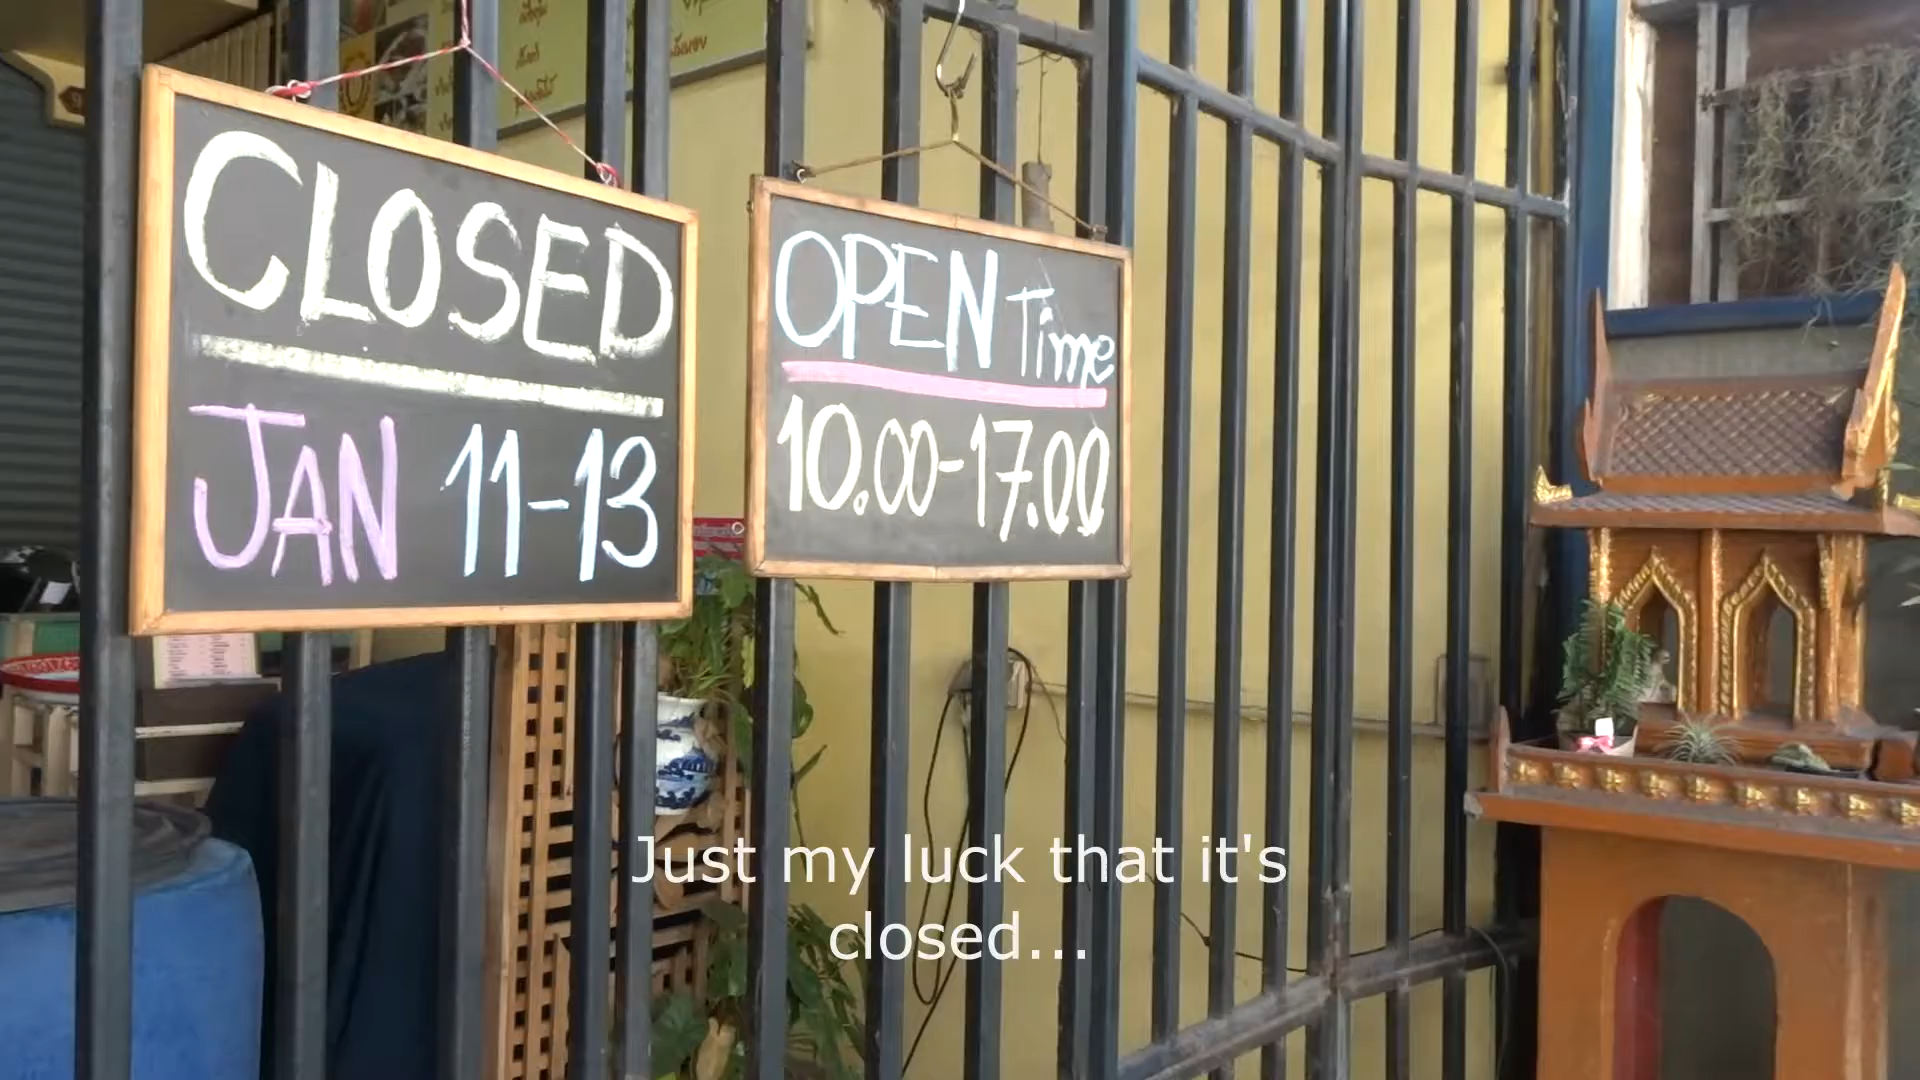 CLOSED
JAN 11-13
OPEN Time
10.00-17.00
Just my luck that it's
closed...